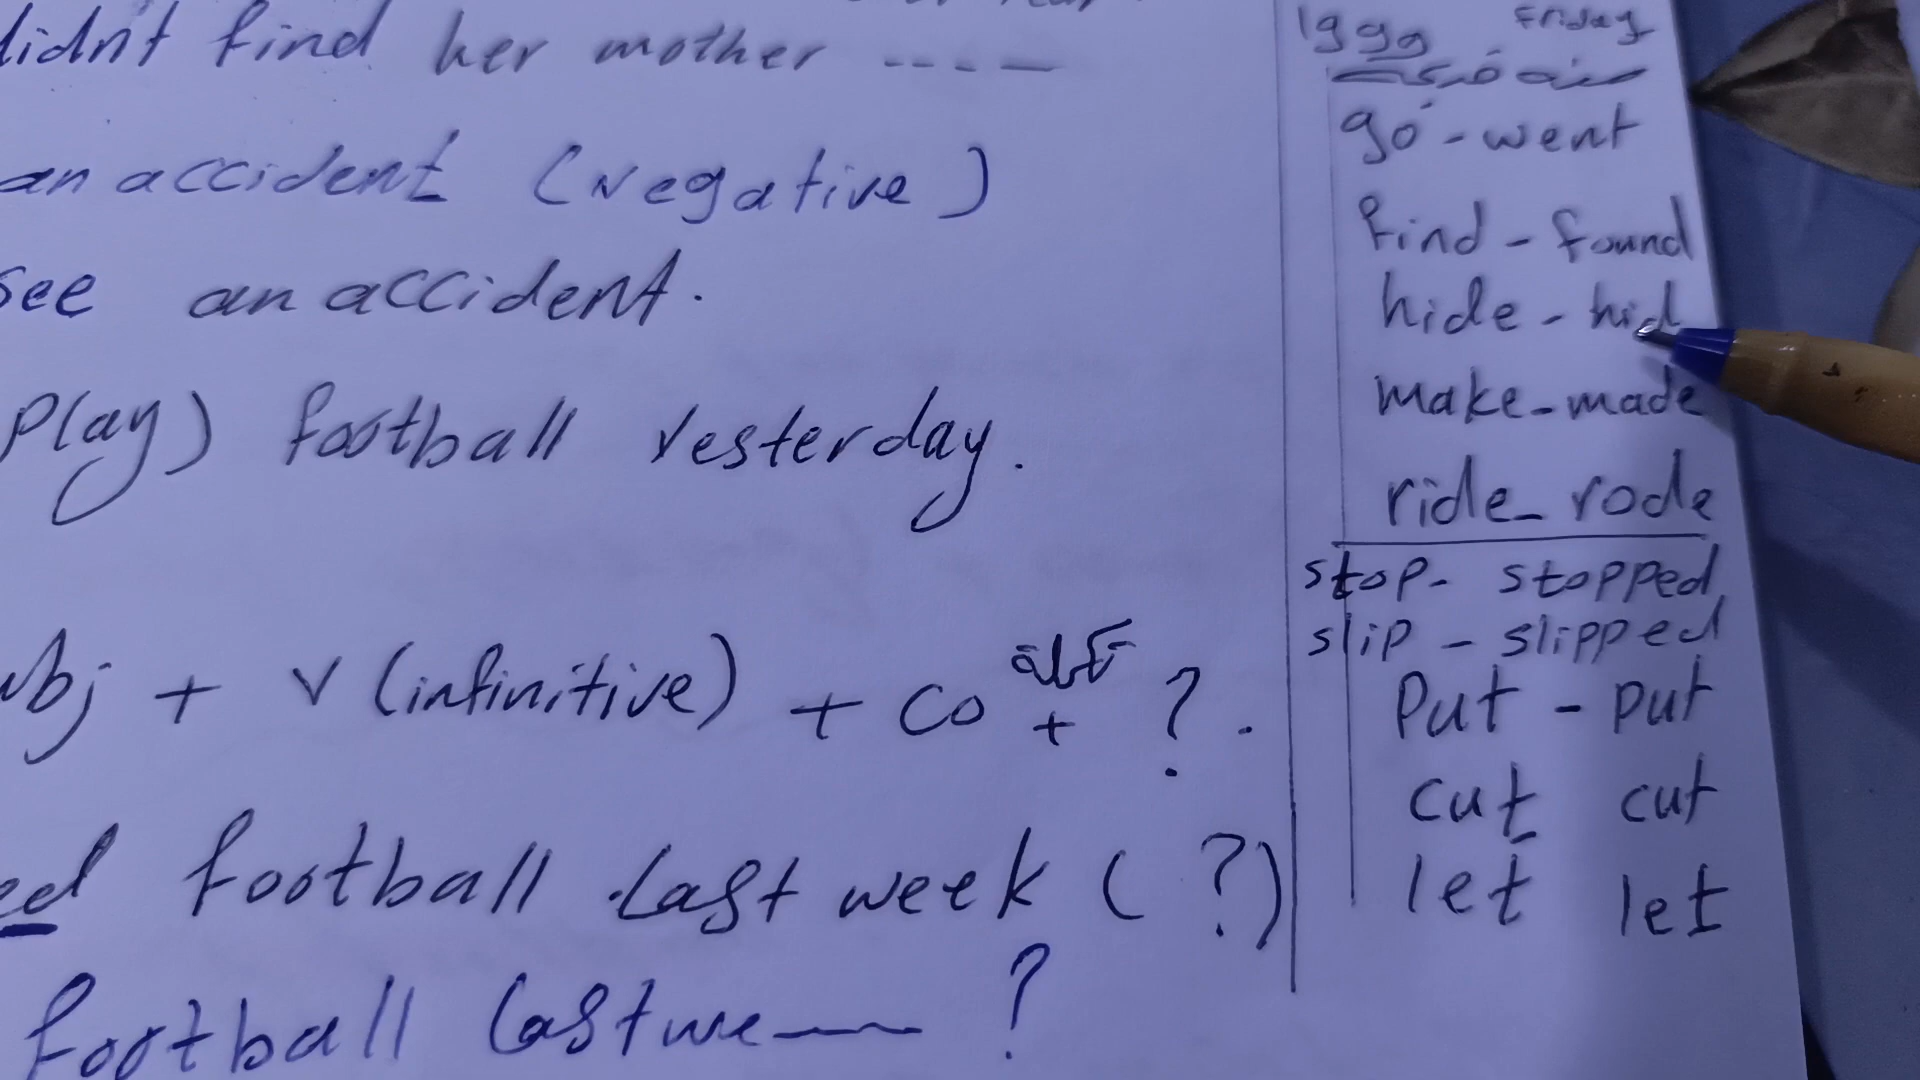 didn't find her mother ----
an accident (Negative)
see an accident.
play) football yesterday.
obj + v (infinitive) + co + ?.
ed football last week (?)
football last we ?
1999 Friday
go - went
find - found
hide - hid
make - made
ride - rode
stop - stopped
slip - slipped
put - put
cut cut
let let